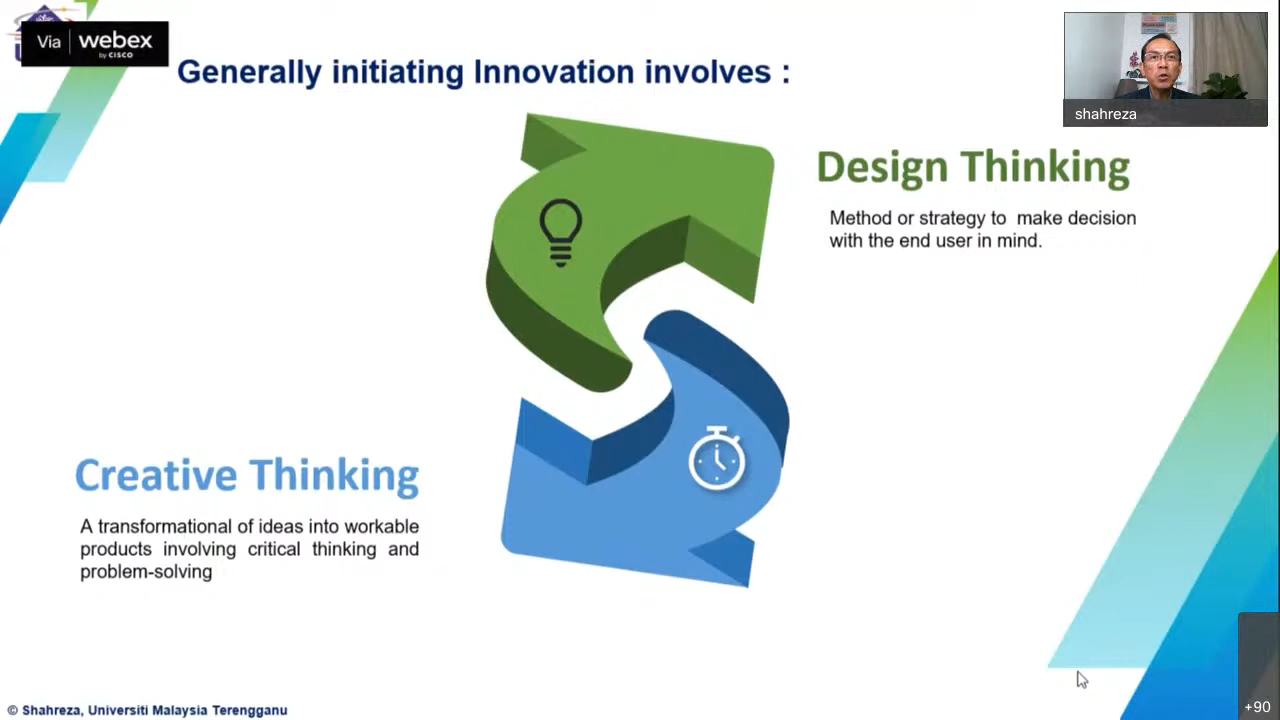 Via webex
by CISCO
Generally initiating Innovation involves :
shahreza
Design Thinking
Method or strategy to make decision
with the end user in mind.
Creative Thinking
A transformational of ideas into workable
products involving critical thinking and
problem-solving
© Shahreza, Universiti Malaysia Terengganu
+90